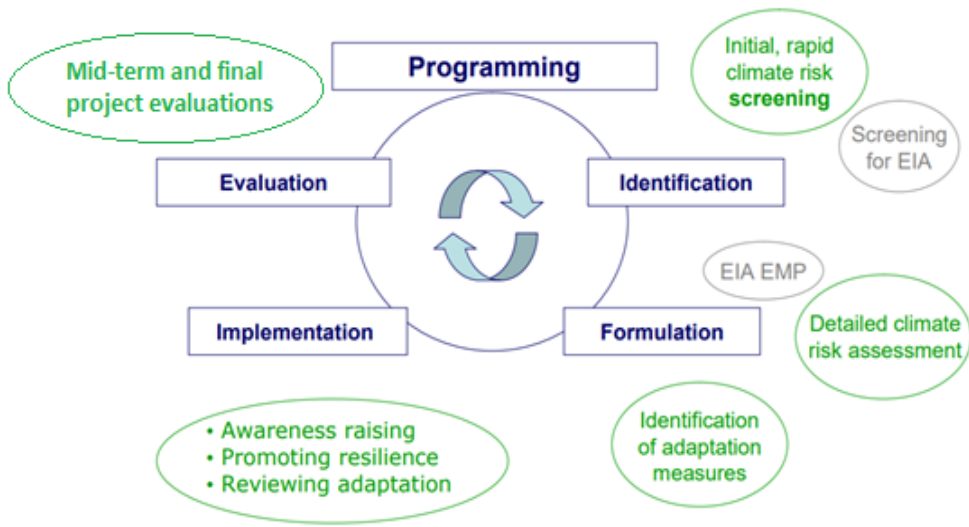 Mid-term and final
project evaluations
Programming
Initial, rapid
climate risk
screening
Screening
for EIA
Evaluation
Identification
EIA EMP
Implementation
Formulation
Detailed climate
risk assessment
• Awareness raising
• Promoting resilience
• Reviewing adaptation
Identification
of adaptation
measures